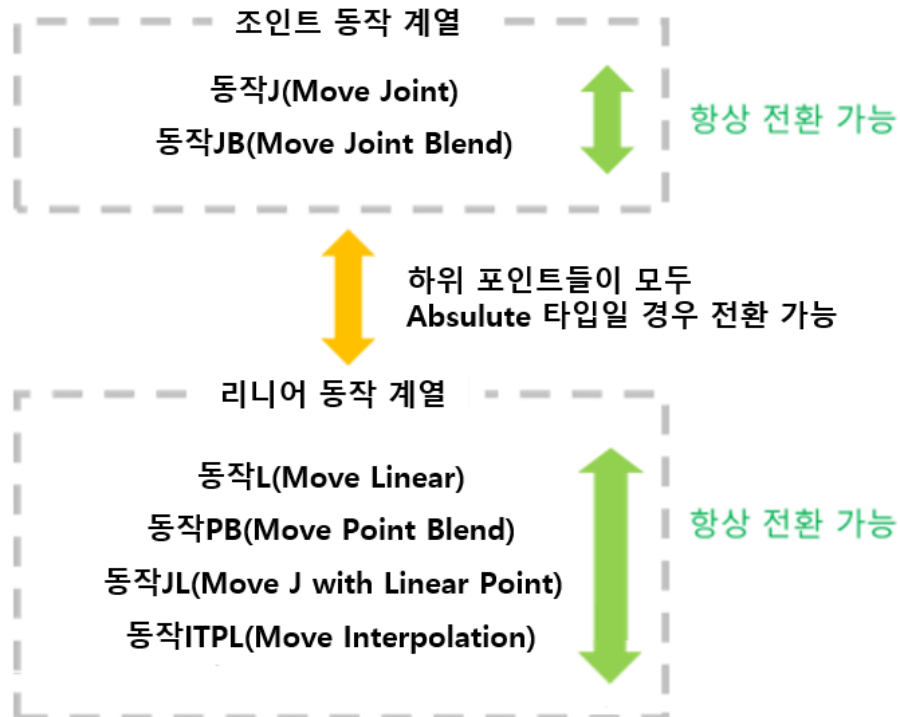 조인트 동작 계열
동작J(Move Joint)
동작JB(Move Joint Blend)
항상 전환 가능
하위 포인트들이 모두
Absulute 타입일 경우 전환 가능
리니어 동작 계열
동작L(Move Linear)
동작PB(Move Point Blend)
동작JL(Move J with Linear Point)
동작ITPL(Move Interpolation)
항상 전환 가능